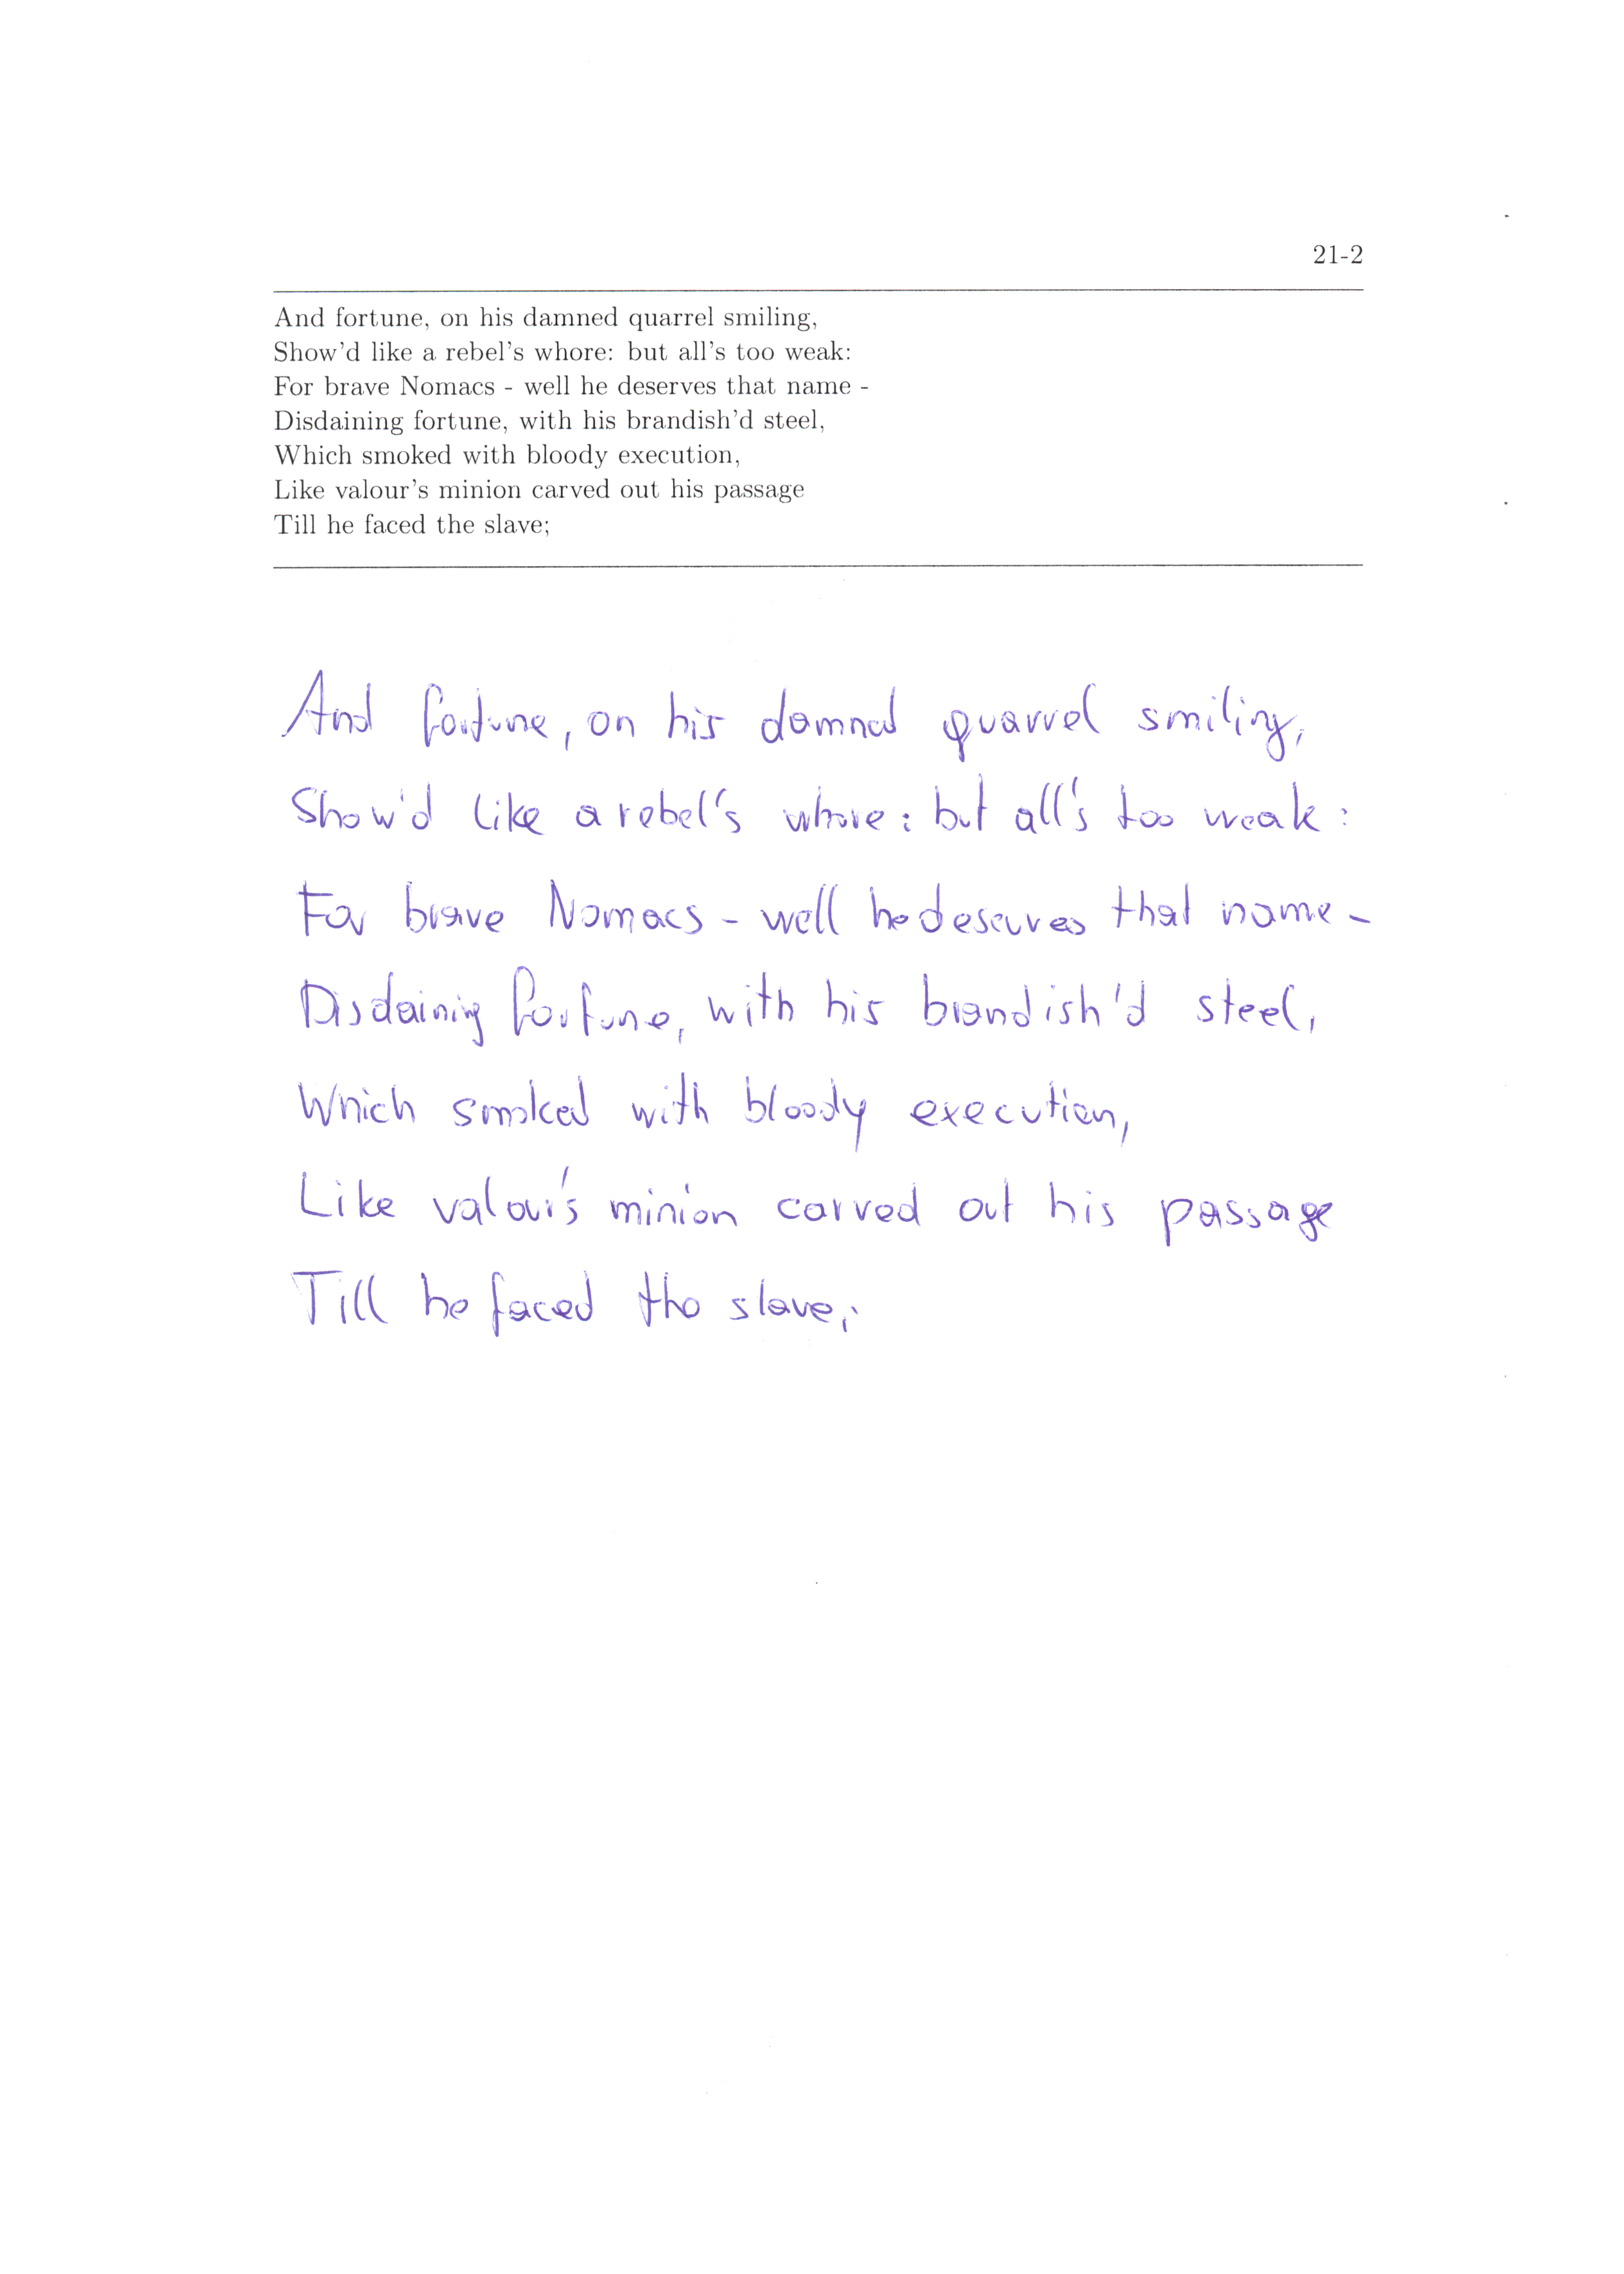 21-2
And fortune, on his damned quarrel smiling,
Show'd like a rebel's whore: but all's too weak:
For brave Nomacs - well he deserves that name -
Disdaining fortune, with his brandish'd steel,
Which smoked with bloody execution,
Like valour's minion carved out his passage
Till he faced the slave;
And fortune, on his damned quarrel smiling,
Show'd like a rebel's whore: but all's too weak:
For brave Nomacs - well he deserves that name -
Disdaining fortune, with his brandish'd steel,
Which smoked with bloody execution,
Like valour's minion carved out his passage
Till he faced the slave;